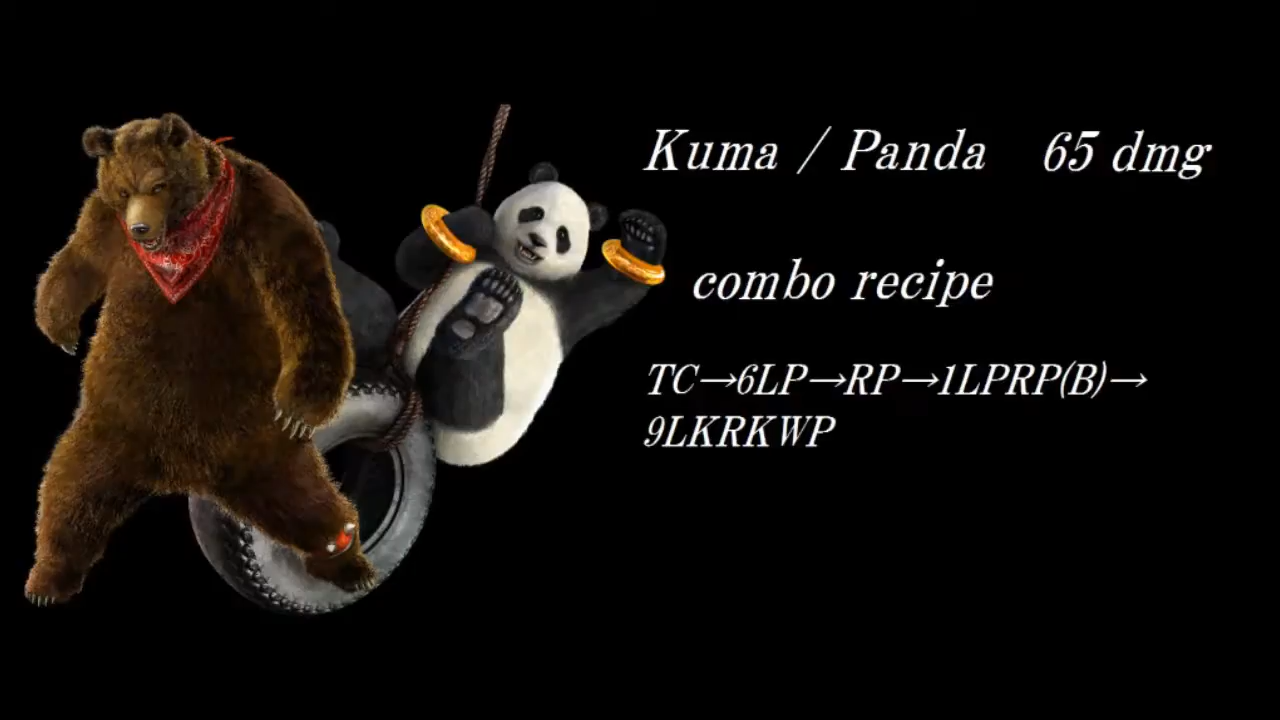 Kuma / Panda 65 dmg
combo recipe
TC→6LP→RP→1LPRP(B)→
9LKRKWP